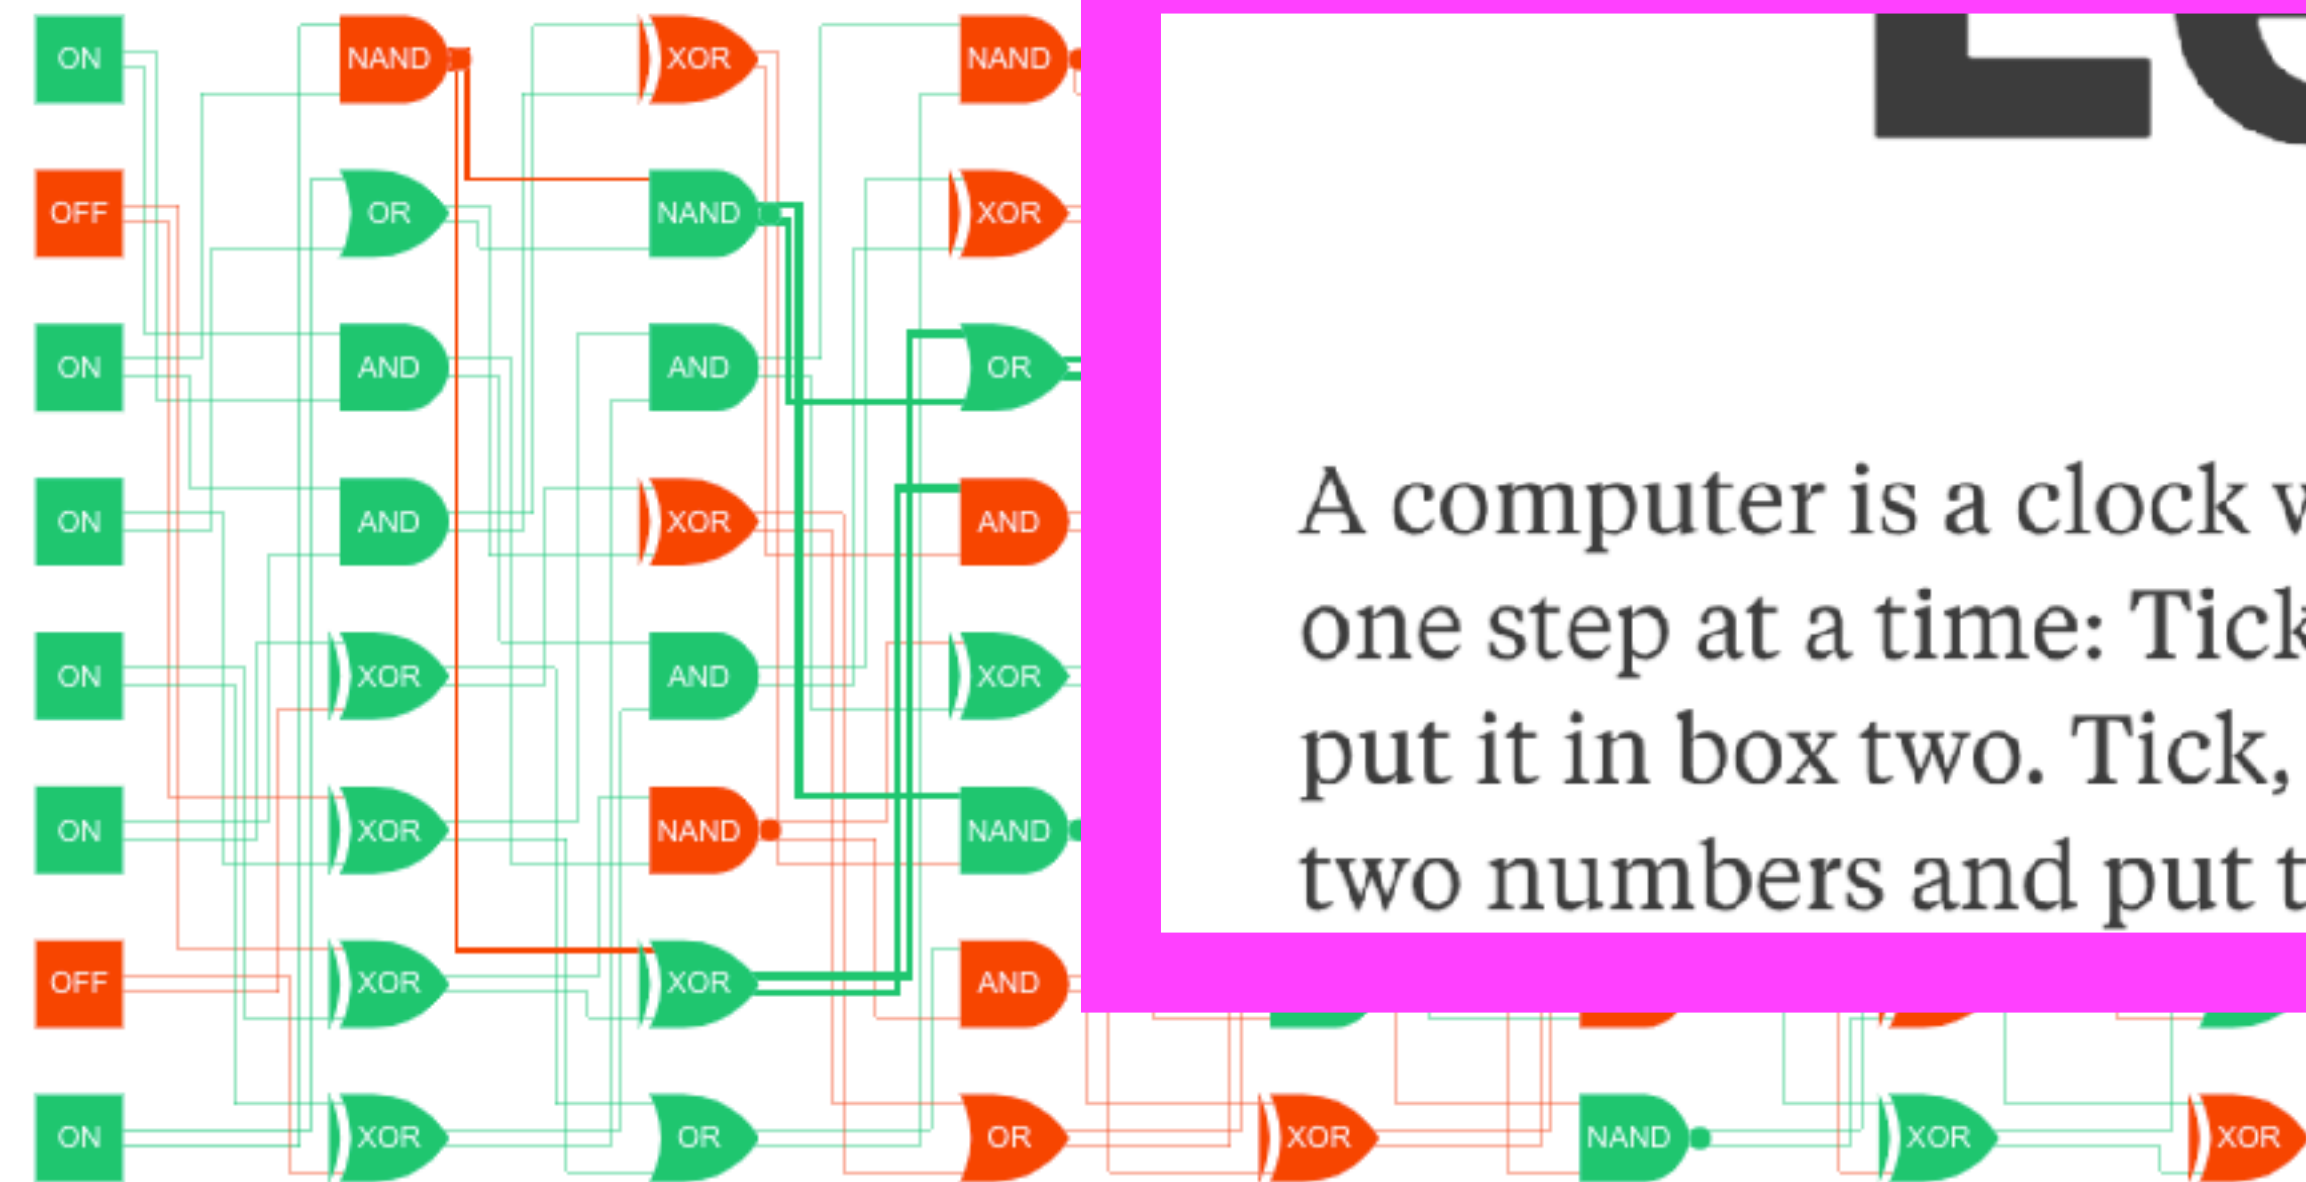 ON NAND XOR NAND
OFF OR NAND XOR
ON AND AND OR
ON AND XOR AND
ON XOR AND XOR
ON XOR NAND NAND
OFF XOR XOR AND
ON XOR OR OR XOR NAND XOR XOR
A computer is a clock
one step at a time: Tick
put it in box two. Tick,
two numbers and put